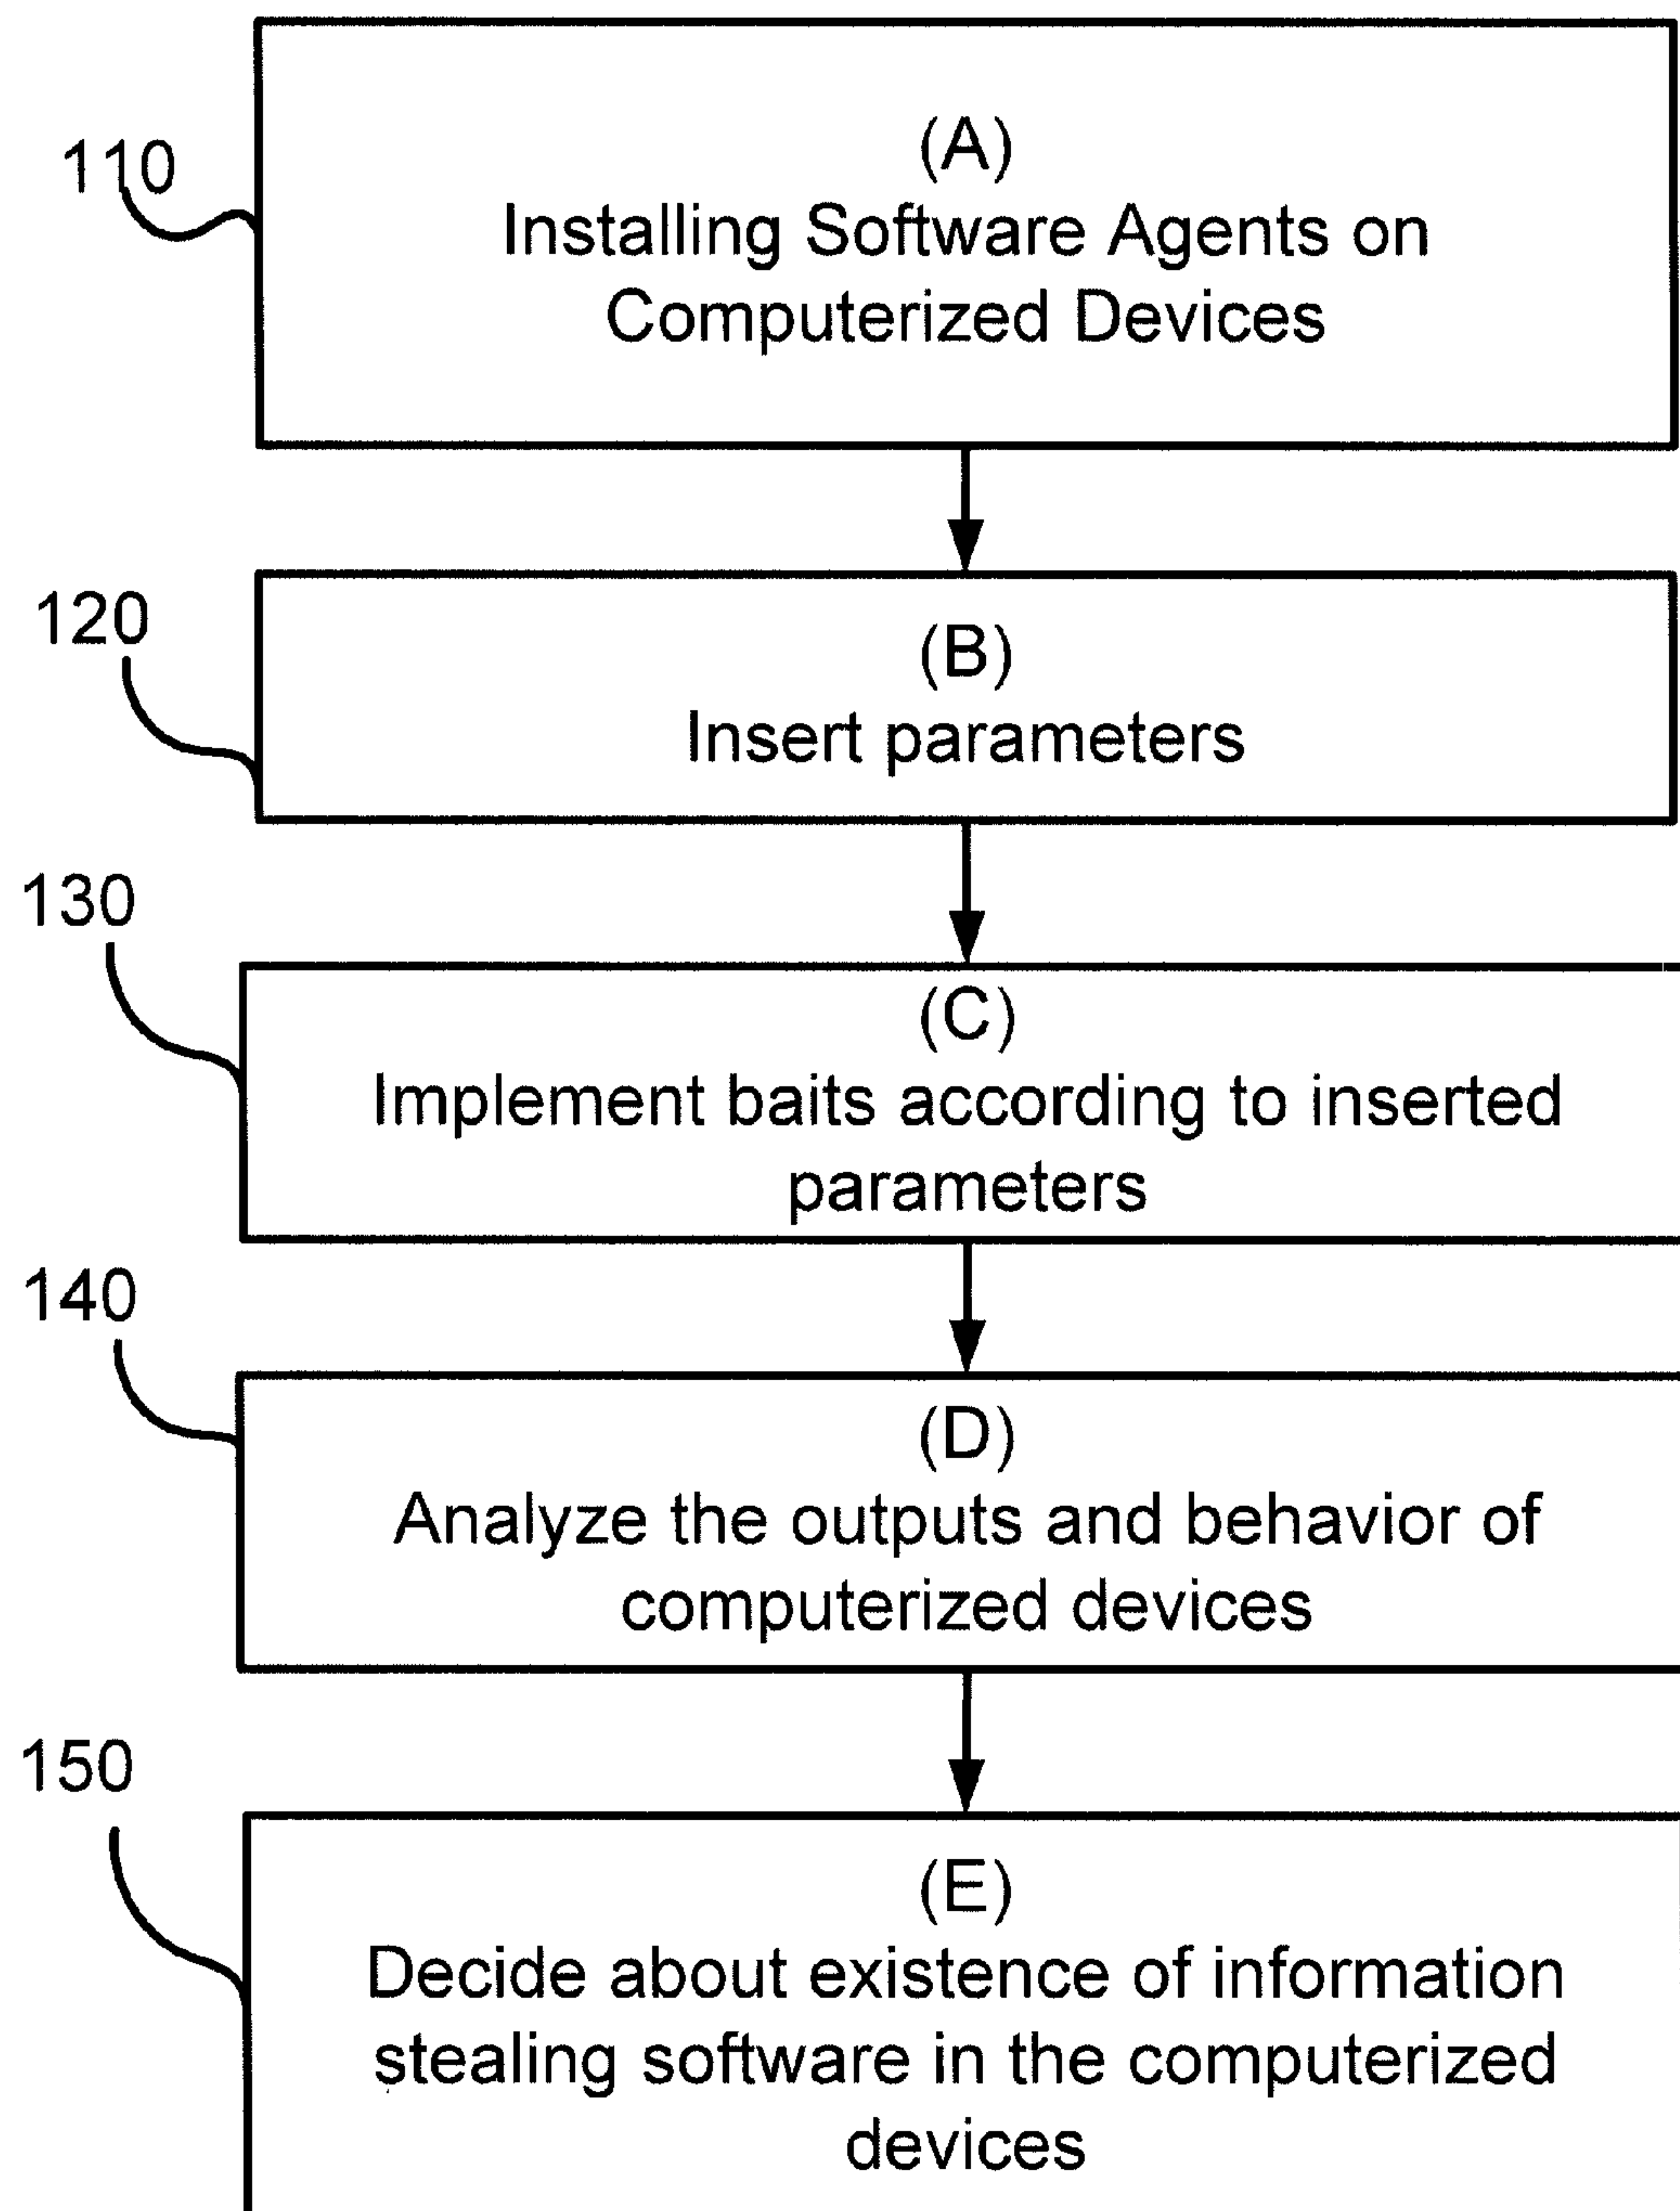 110
(A)
Installing Software Agents on
Computerized Devices
120
(B)
Insert parameters
130
(C)
Implement baits according to inserted
parameters
140
(D)
Analyze the outputs and behavior of
computerized devices
150
(E)
Decide about existence of information
stealing software in the computerized
devices